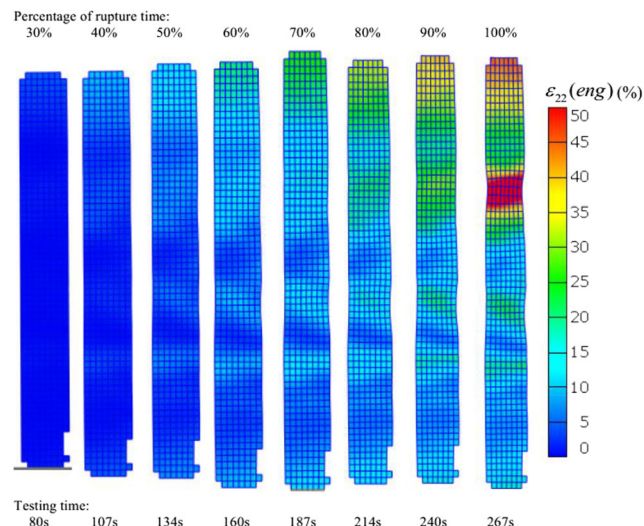 Percentage of rupture time:
30% 40% 50% 60% 70% 80% 90% 100%
ε22(eng) (%)
50
45
40
35
30
25
20
15
10
5
0
Testing time:
80s 107s 134s 160s 187s 214s 240s 267s